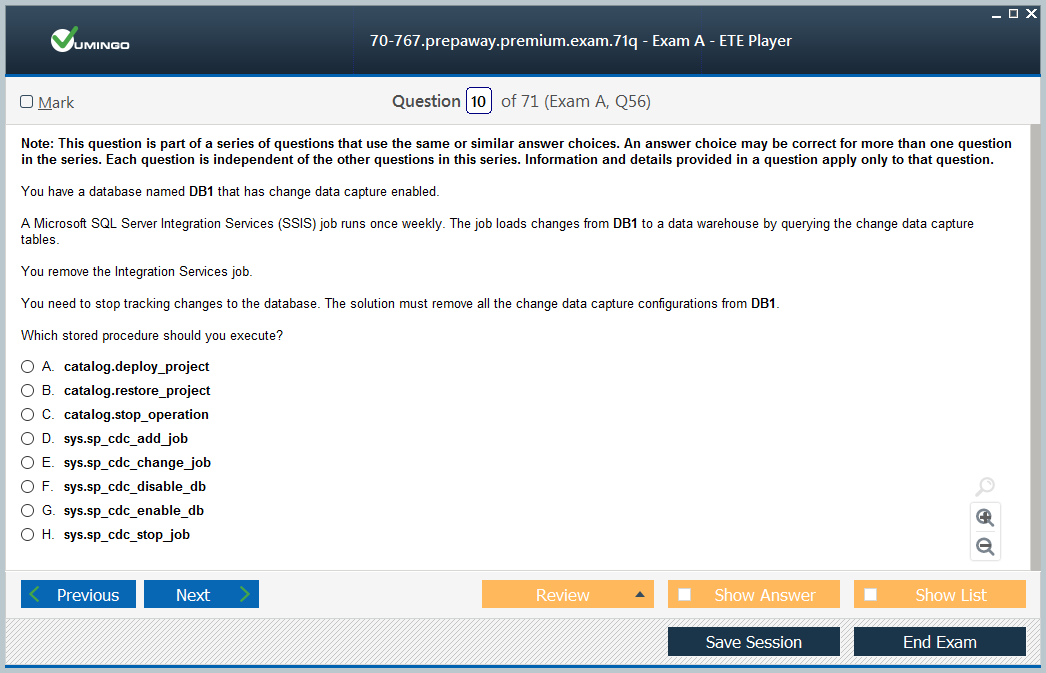 VUMINGO
70-767.prepaway.premium.exam.71q - Exam A - ETE Player
Mark
Question 10 of 71 (Exam A, Q56)
Note: This question is part of a series of questions that use the same or similar answer choices. An answer choice may be correct for more than one question
in the series. Each question is independent of the other questions in this series. Information and details provided in a question apply only to that question.
You have a database named DB1 that has change data capture enabled.
A Microsoft SQL Server Integration Services (SSIS) job runs once weekly. The job loads changes from DB1 to a data warehouse by querying the change data capture
tables.
You remove the Integration Services job.
You need to stop tracking changes to the database. The solution must remove all the change data capture configurations from DB1.
Which stored procedure should you execute?
A. catalog.deploy_project
B. catalog.restore_project
C. catalog.stop_operation
D. sys.sp_cdc_add_job
E. sys.sp_cdc_change_job
F. sys.sp_cdc_disable_db
G. sys.sp_cdc_enable_db
H. sys.sp_cdc_stop_job
Previous
Next
Review
Show Answer
Show List
Save Session
End Exam